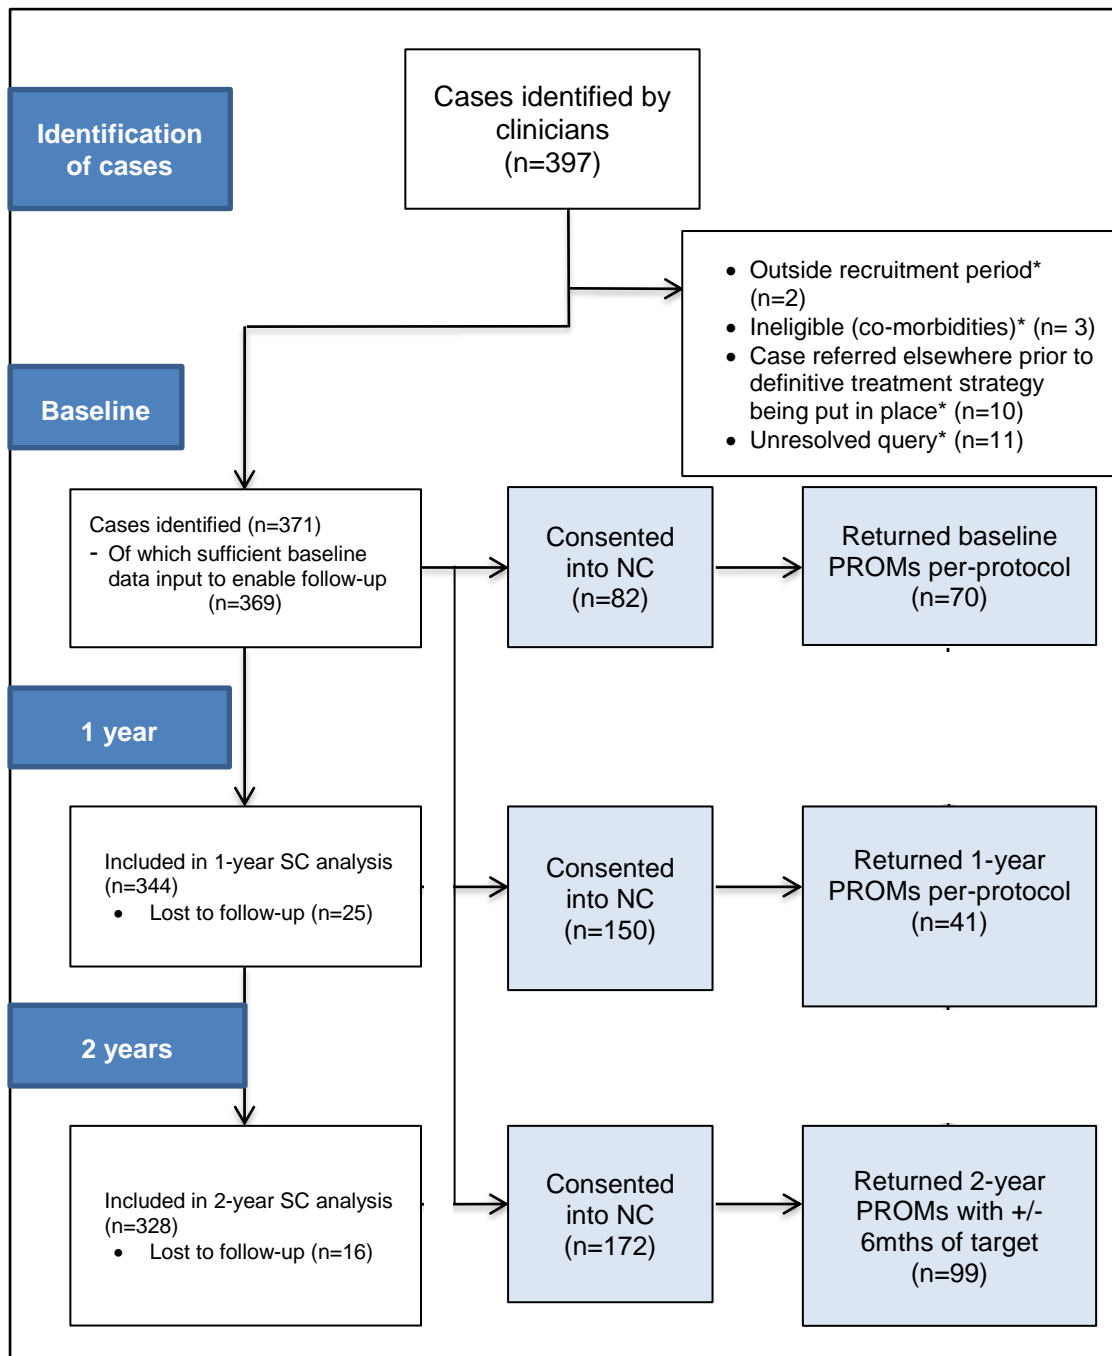 Identification
of cases
Cases identified by
clinicians
(n=397)
• Outside recruitment period*
(n=2)
• Ineligible (co-morbidities)* (n= 3)
• Case referred elsewhere prior to
definitive treatment strategy
being put in place* (n=10)
• Unresolved query* (n=11)
Baseline
Cases identified (n=371)
- Of which sufficient baseline
data input to enable follow-up
(n=369)
Consented
into NC
(n=82)
Returned baseline
PROMs per-protocol
(n=70)
1 year
Included in 1-year SC analysis
(n=344)
• Lost to follow-up (n=25)
Consented
into NC
(n=150)
Returned 1-year
PROMs per-protocol
(n=41)
2 years
Included in 2-year SC analysis
(n=328)
• Lost to follow-up (n=16)
Consented
into NC
(n=172)
Returned 2-year
PROMs with +/-
6mths of target
(n=99)